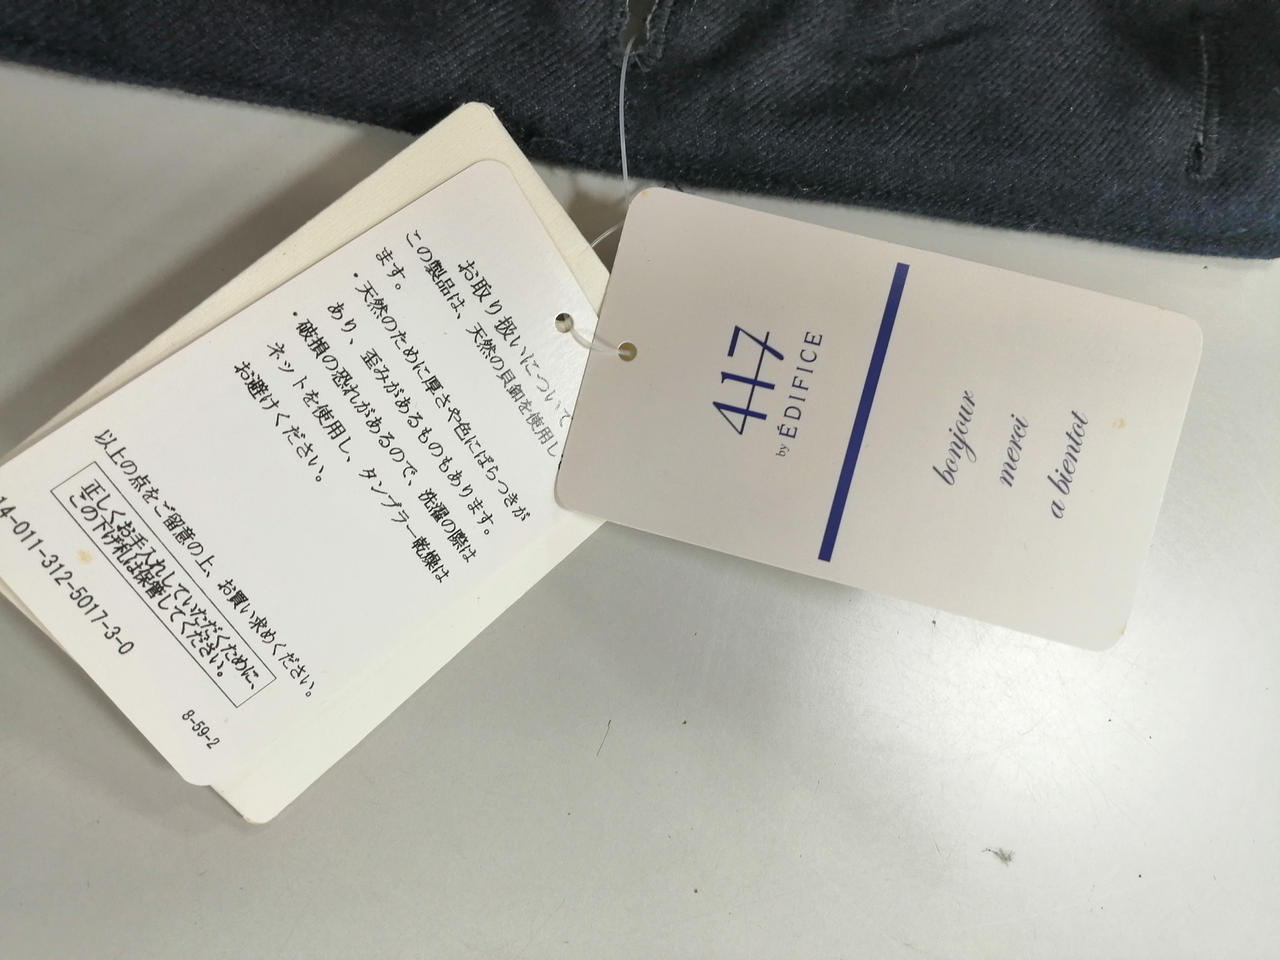 お取り扱いについて
この製品は、天然の貝釦を使用し
ます。
・天然のために厚さや色にばらつきが
あり、歪みがあるものもあります。
・破損の恐れがあるので、洗濯の際は
ネットを使用し、タンブラー乾燥は
お避けください。
以上の点をご留意の上、お買い求めください。
正しくお手入れしていただくために、
この下げ札は保管してください。
14-011-312-5017-3-0
8-59-2
417
by ÉDIFICE
bonjour
merci
a bientot